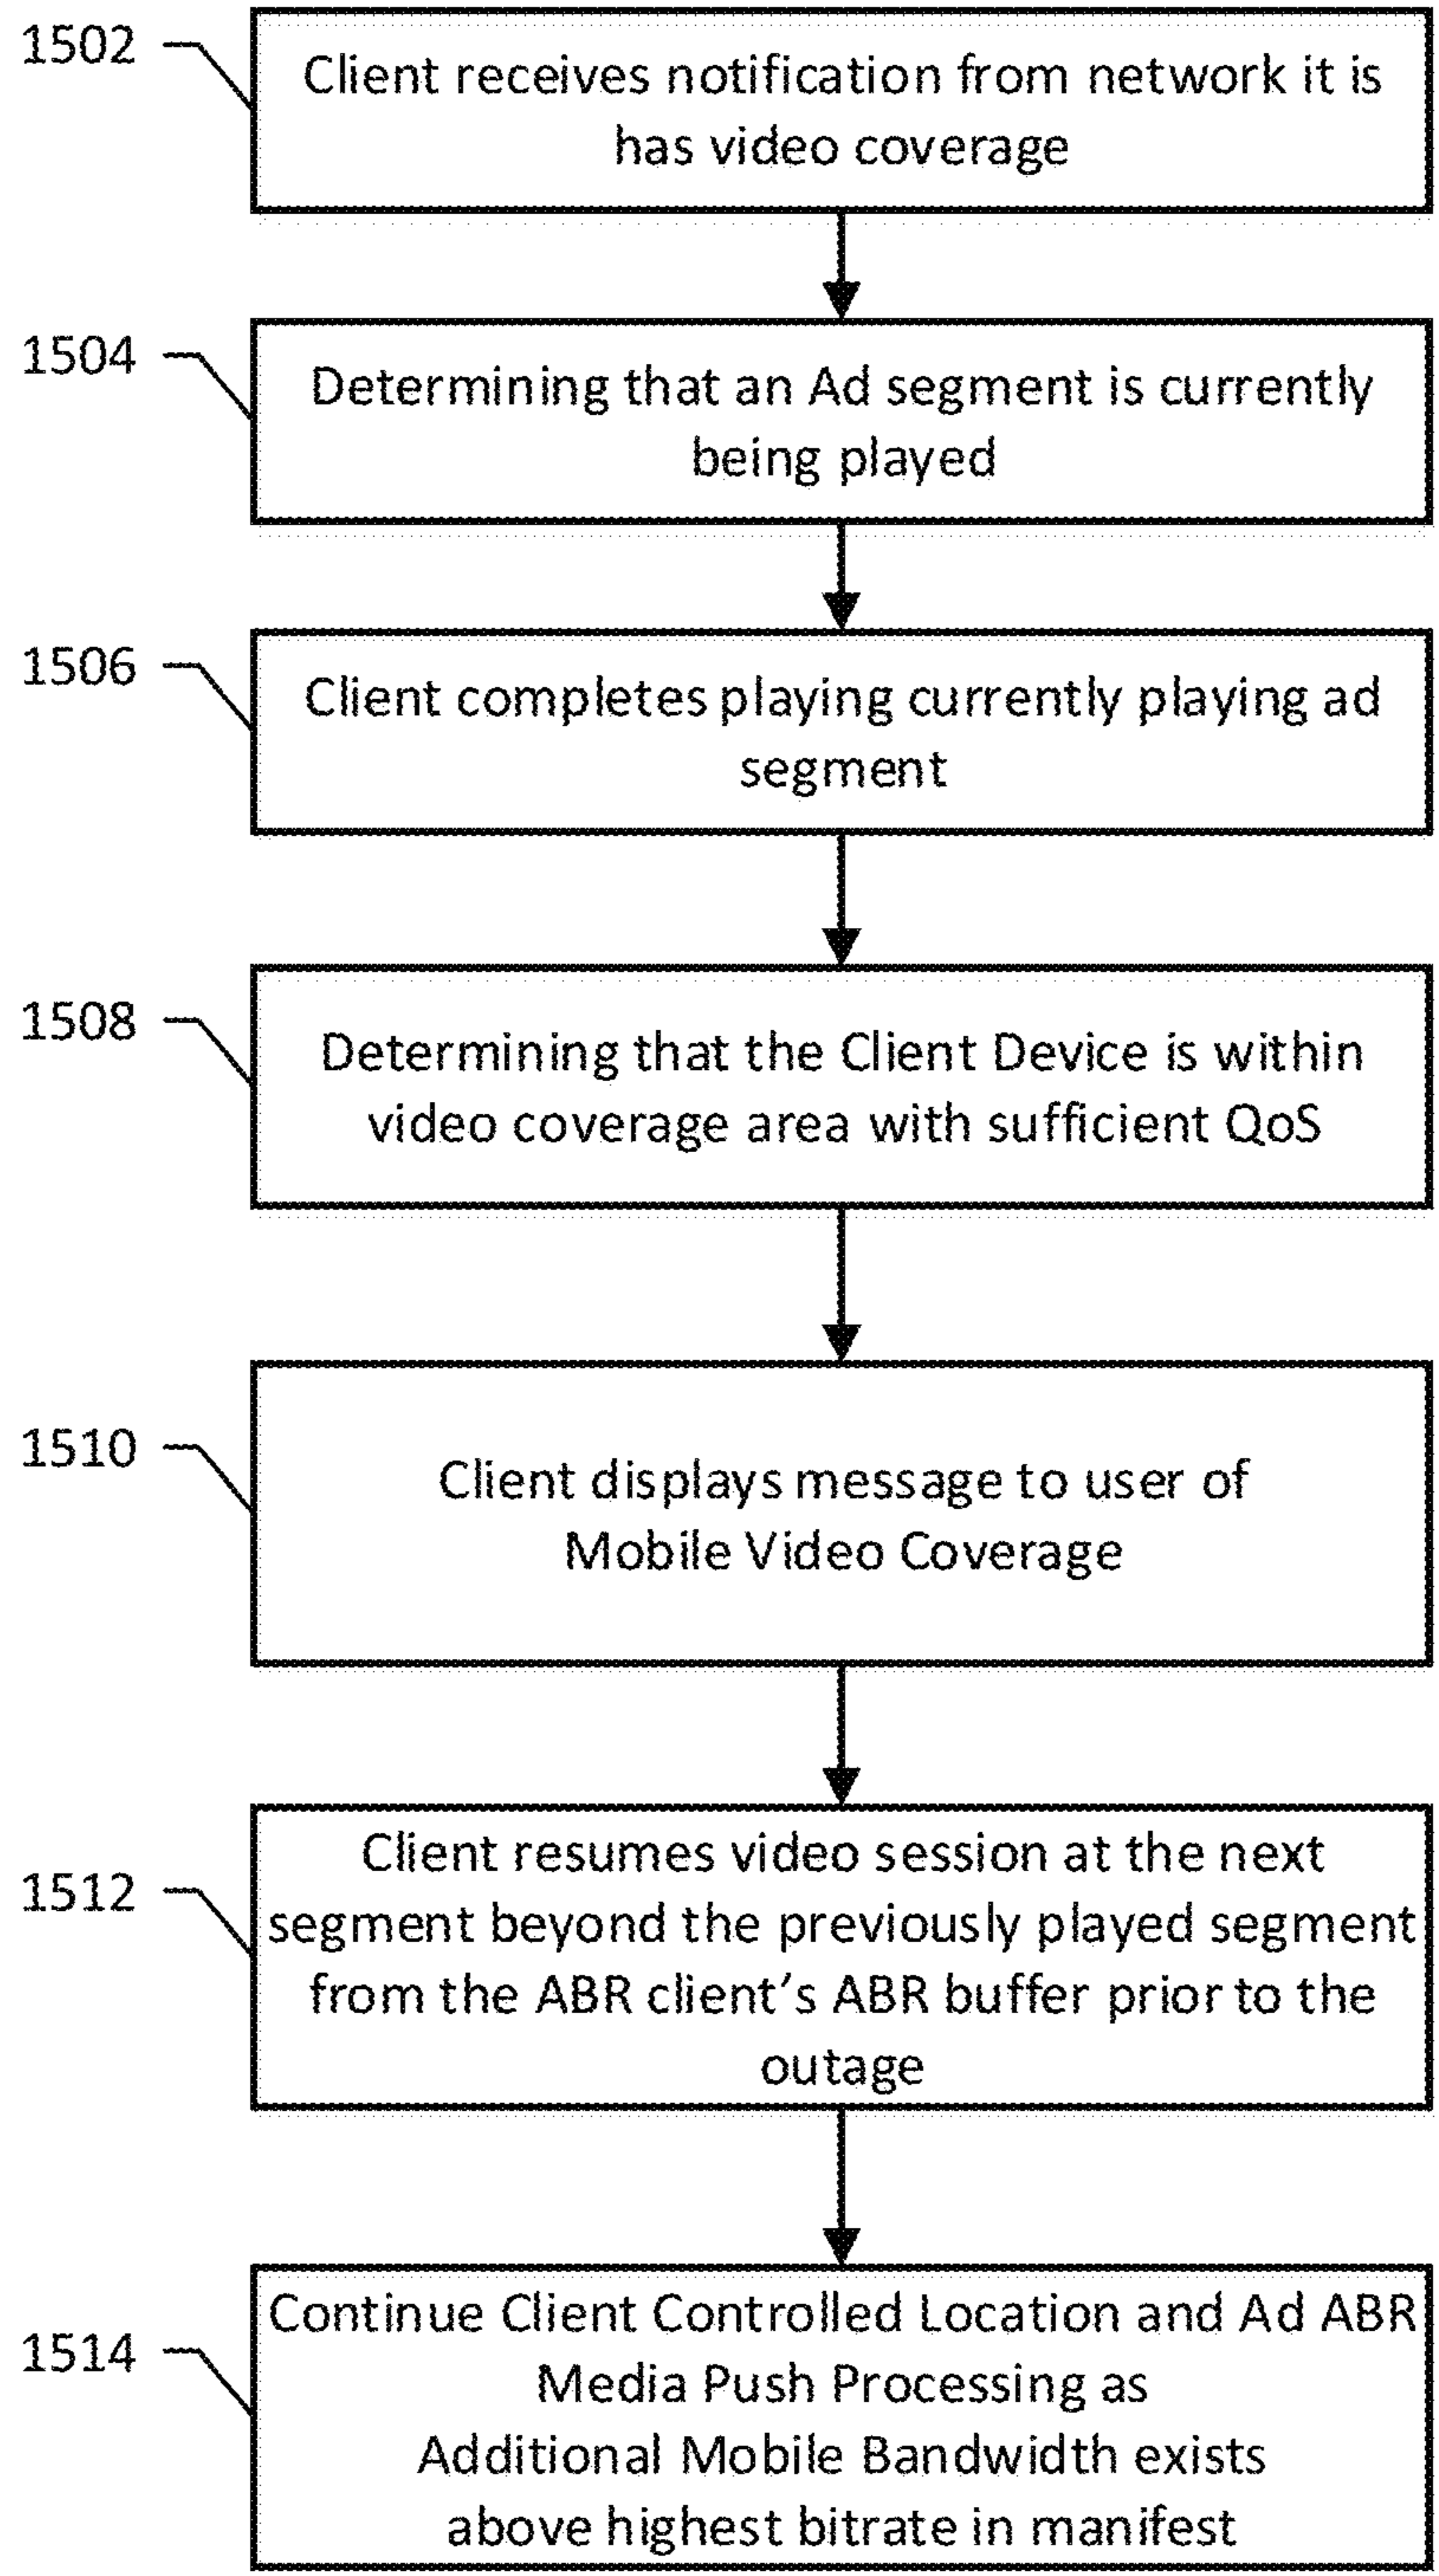 1502
Client receives notification from network it is
has video coverage
1504
Determining that an Ad segment is currently
being played
1506
Client completes playing currently playing ad
segment
1508
Determining that the Client Device is within
video coverage area with sufficient QoS
1510
Client displays message to user of
Mobile Video Coverage
1512
Client resumes video session at the next
segment beyond the previously played segment
from the ABR client's ABR buffer prior to the
outage
1514
Continue Client Controlled Location and Ad ABR
Media Push Processing as
Additional Mobile Bandwidth exists
above highest bitrate in manifest